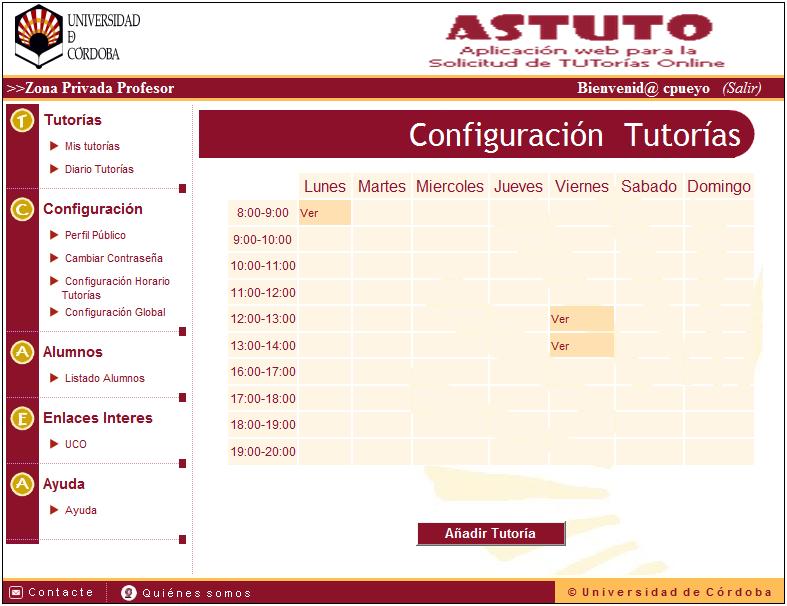 UNIVERSIDAD
D
CÓRDOBA
ASTUTO
Aplicación web para la
Solicitud de TUTorías Online
>>Zona Privada Profesor
Bienvenid@ cpueyo (Salir)
T Tutorías
Mis tutorías
Diario Tutorías
C Configuración
Perfil Público
Cambiar Contraseña
Configuración Horario
Tutorías
Configuración Global
A Alumnos
Listado Alumnos
E Enlaces Interes
UCO
A Ayuda
Ayuda
Configuración Tutorías
Lunes Martes Miercoles Jueves Viernes Sabado Domingo
8:00-9:00 Ver
9:00-10:00
10:00-11:00
11:00-12:00
12:00-13:00 Ver
13:00-14:00 Ver
16:00-17:00
17:00-18:00
18:00-19:00
19:00-20:00
Añadir Tutoría
Contacte Quiénes somos
© Universidad de Córdoba